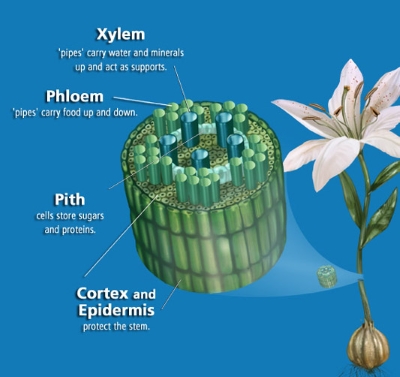 Xylem
'pipes' carry water and minerals
up and act as supports.
Phloem
'pipes' carry food up and down.
Pith
cells store sugars
and proteins.
Cortex and
Epidermis
protect the stem.